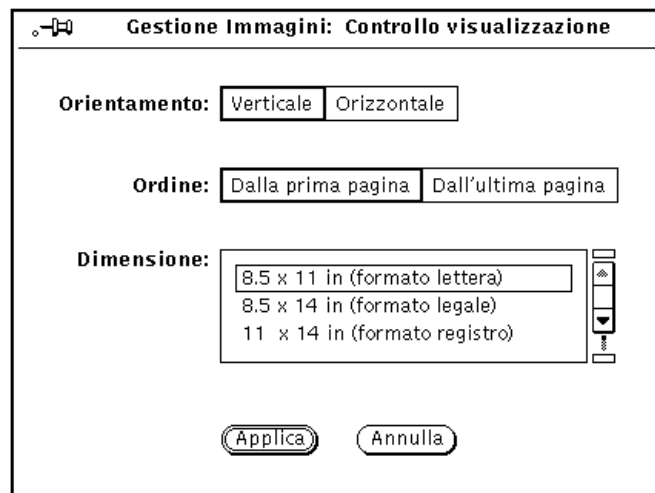 Gestione Immagini: Controllo visualizzazione
Orientamento: Verticale Orizzontale
Ordine: Dalla prima pagina Dall'ultima pagina
Dimensione:
8.5 x 11 in (formato lettera)
8.5 x 14 in (formato legale)
11 x 14 in (formato registro)
Applica Annulla